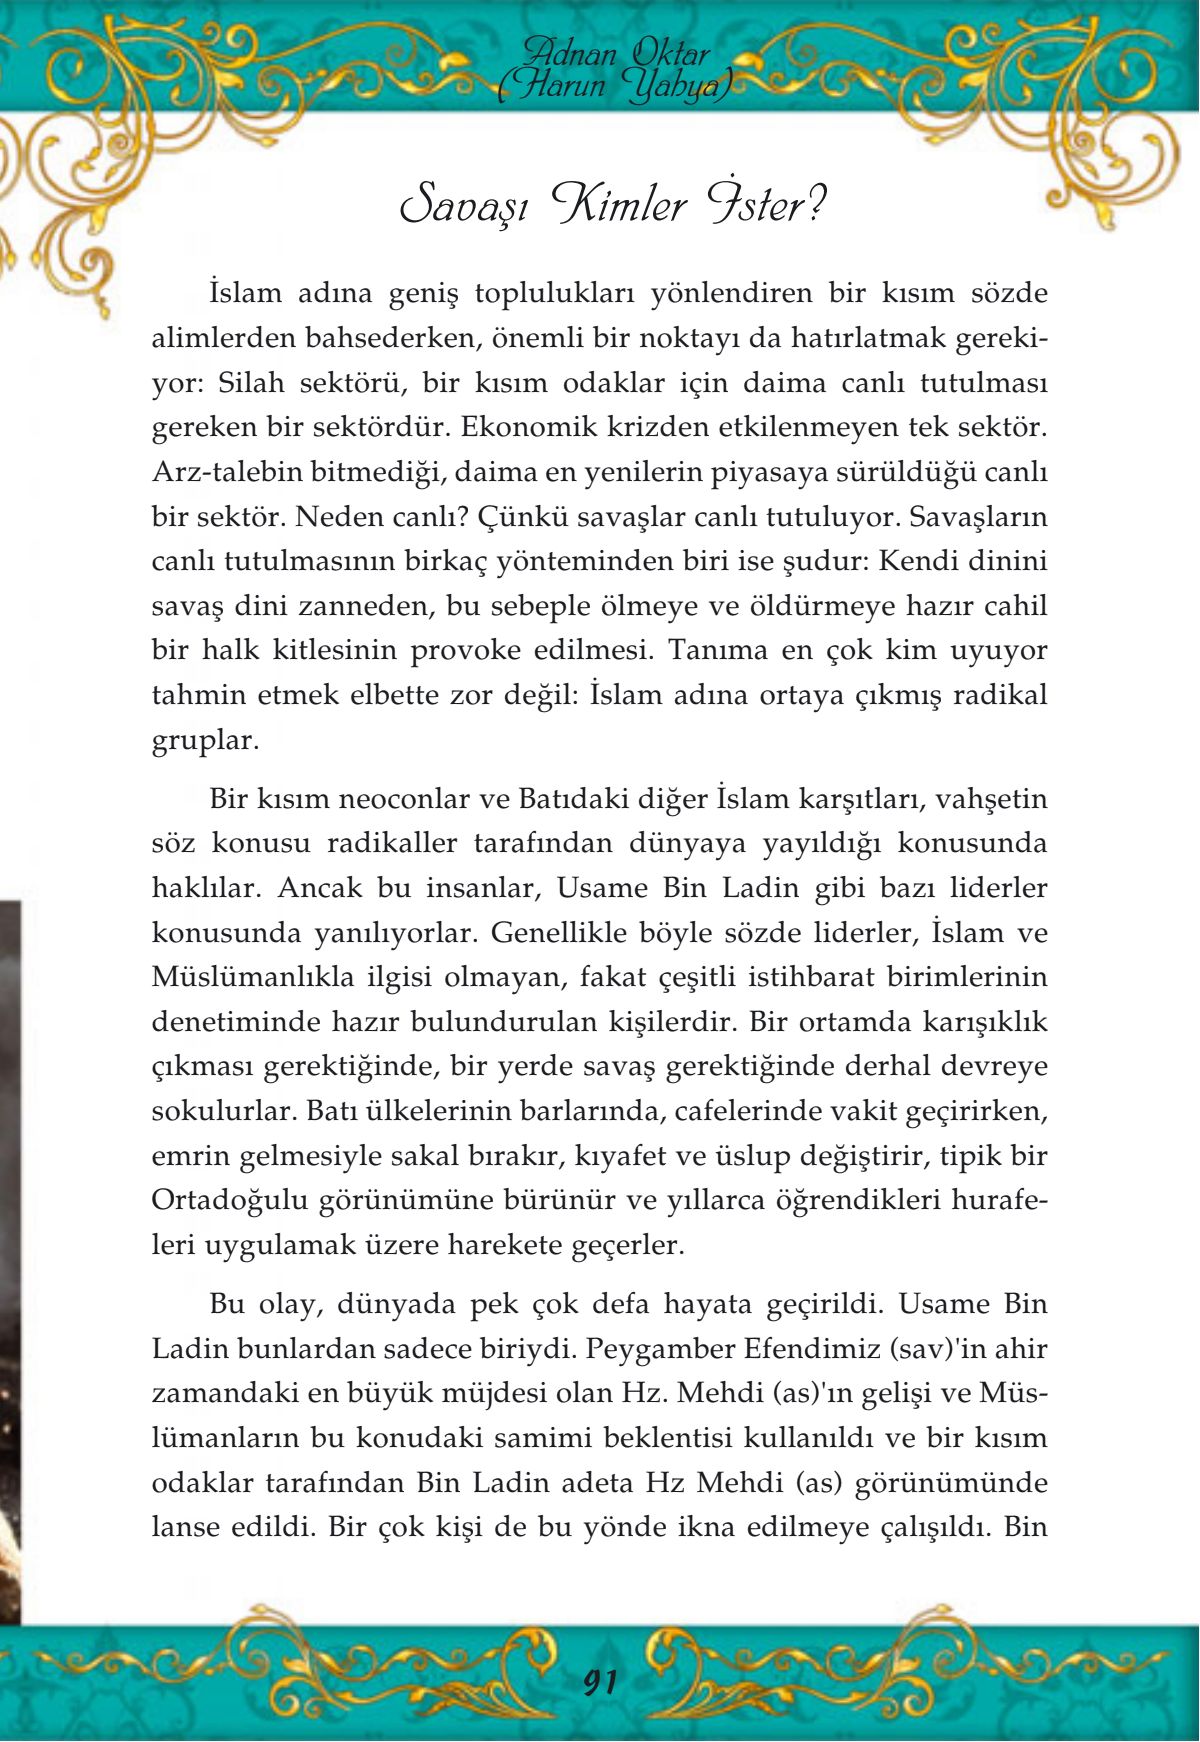 Adnan Oktar
(Harun Yahya)
Savaşı Kimler İster?
İslam adına geniş toplulukları yönlendiren bir kısım sözde
alimlerden bahsederken, önemli bir noktayı da hatırlatmak gereki-
yor: Silah sektörü, bir kısım odaklar için daima canlı tutulması
gereken bir sektördür. Ekonomik krizden etkilenmeyen tek sektör.
Arz-talebin bitmediği, daima en yenilerin piyasaya sürüldüğü canlı
bir sektör. Neden canlı? Çünkü savaşlar canlı tutuluyor. Savaşların
canlı tutulmasının birkaç yönteminden biri ise şudur: Kendi dinini
savaş dini zanneden, bu sebeple ölmeye ve öldürmeye hazır cahil
bir halk kitlesinin provoke edilmesi. Tanıma en çok kim uyuyor
tahmin etmek elbette zor değil: İslam adına ortaya çıkmış radikal
gruplar.
Bir kısım neoconlar ve Batıdaki diğer İslam karşıtları, vahşetin
söz konusu radikaller tarafından dünyaya yayıldığı konusunda
haklılar. Ancak bu insanlar, Usame Bin Ladin gibi bazı liderler
konusunda yanılıyorlar. Genellikle böyle sözde liderler, İslam ve
Müslümanlıkla ilgisi olmayan, fakat çeşitli istihbarat birimlerinin
denetiminde hazır bulundurulan kişilerdir. Bir ortamda karışıklık
çıkması gerektiğinde, bir yerde savaş gerektiğinde derhal devreye
sokulurlar. Batı ülkelerinin barlarında, cafelerinde vakit geçirirken,
emrin gelmesiyle sakal bırakır, kıyafet ve üslup değiştirir, tipik bir
Ortadoğulu görünümüne bürünür ve yıllarca öğrendikleri hurafe-
leri uygulamak üzere harekete geçerler.
Bu olay, dünyada pek çok defa hayata geçirildi. Usame Bin
Ladin bunlardan sadece biriydi. Peygamber Efendimiz (sav)'in ahir
zamandaki en büyük müjdesi olan Hz. Mehdi (as)'ın gelişi ve Müs-
lümanların bu konudaki samimi beklentisi kullanıldı ve bir kısım
odaklar tarafından Bin Ladin adeta Hz Mehdi (as) görünümünde
lanse edildi. Bir çok kişi de bu yönde ikna edilmeye çalışıldı. Bin
91